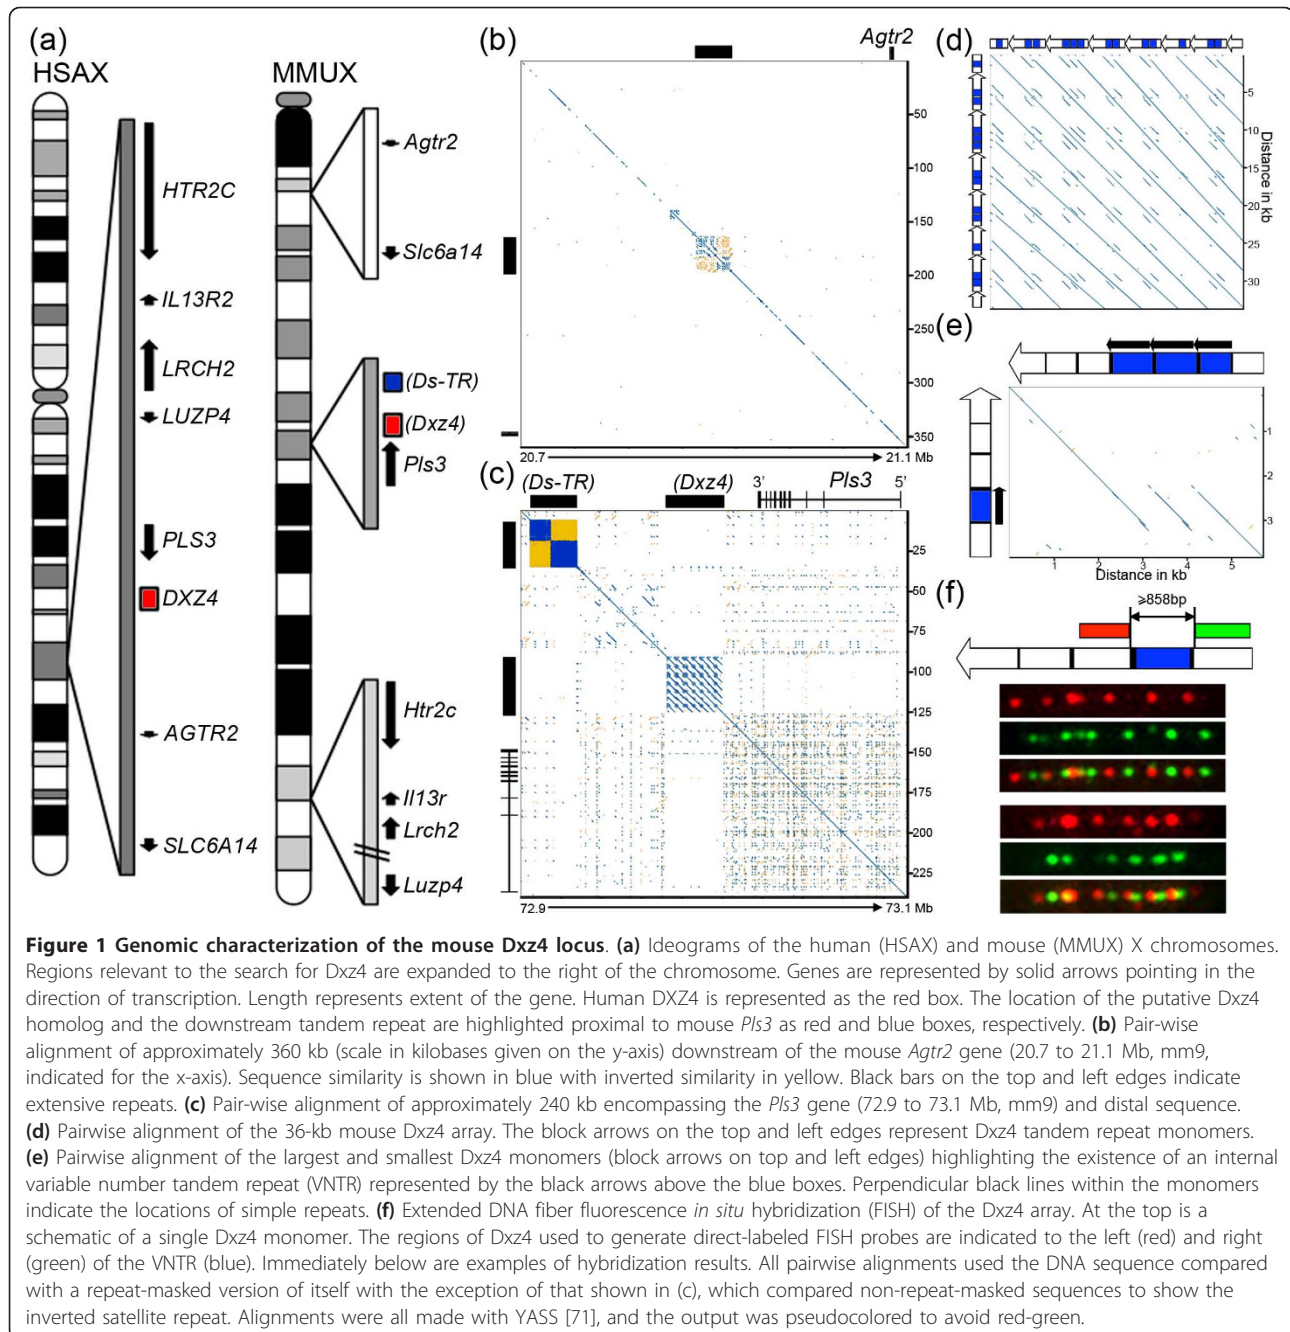 (a)
HSAX
MMUX
HTR2C
IL13R2
LRCH2
LUZP4
PLS3
DXZ4
AGTR2
SLC6A14
Agtr2
Slc6a14
(Ds-TR)
(Dxz4)
Pls3
Htr2c
Il13r
Lrch2
Luzp4
(b)
Agtr2
50
100
150
200
250
300
350
20.7
21.1 Mb
(c)
(Ds-TR)
(Dxz4)
3'
Pls3
5'
25
50
75
100
125
150
175
200
225
72.9
73.1 Mb
(d)
5
10
15
20
25
30
Distance in kb
(e)
1
2
3
1
2
3
4
5
Distance in kb
(f)
≥858bp
Figure 1 Genomic characterization of the mouse Dxz4 locus. (a) Ideograms of the human (HSAX) and mouse (MMUX) X chromosomes.
Regions relevant to the search for Dxz4 are expanded to the right of the chromosome. Genes are represented by solid arrows pointing in the
direction of transcription. Length represents extent of the gene. Human DXZ4 is represented as the red box. The location of the putative Dxz4
homolog and the downstream tandem repeat are highlighted proximal to mouse Pls3 as red and blue boxes, respectively. (b) Pair-wise
alignment of approximately 360 kb (scale in kilobases given on the y-axis) downstream of the mouse Agtr2 gene (20.7 to 21.1 Mb, mm9,
indicated for the x-axis). Sequence similarity is shown in blue with inverted similarity in yellow. Black bars on the top and left edges indicate
extensive repeats. (c) Pair-wise alignment of approximately 240 kb encompassing the Pls3 gene (72.9 to 73.1 Mb, mm9) and distal sequence.
(d) Pairwise alignment of the 36-kb mouse Dxz4 array. The block arrows on the top and left edges represent Dxz4 tandem repeat monomers.
(e) Pairwise alignment of the largest and smallest Dxz4 monomers (block arrows on top and left edges) highlighting the existence of an internal
variable number tandem repeat (VNTR) represented by the black arrows above the blue boxes. Perpendicular black lines within the monomers
indicate the locations of simple repeats. (f) Extended DNA fiber fluorescence in situ hybridization (FISH) of the Dxz4 array. At the top is a
schematic of a single Dxz4 monomer. The regions of Dxz4 used to generate direct-labeled FISH probes are indicated to the left (red) and right
(green) of the VNTR (blue). Immediately below are examples of hybridization results. All pairwise alignments used the DNA sequence compared
with a repeat-masked version of itself with the exception of that shown in (c), which compared non-repeat-masked sequences to show the
inverted satellite repeat. Alignments were all made with YASS [71], and the output was pseudocolored to avoid red-green.